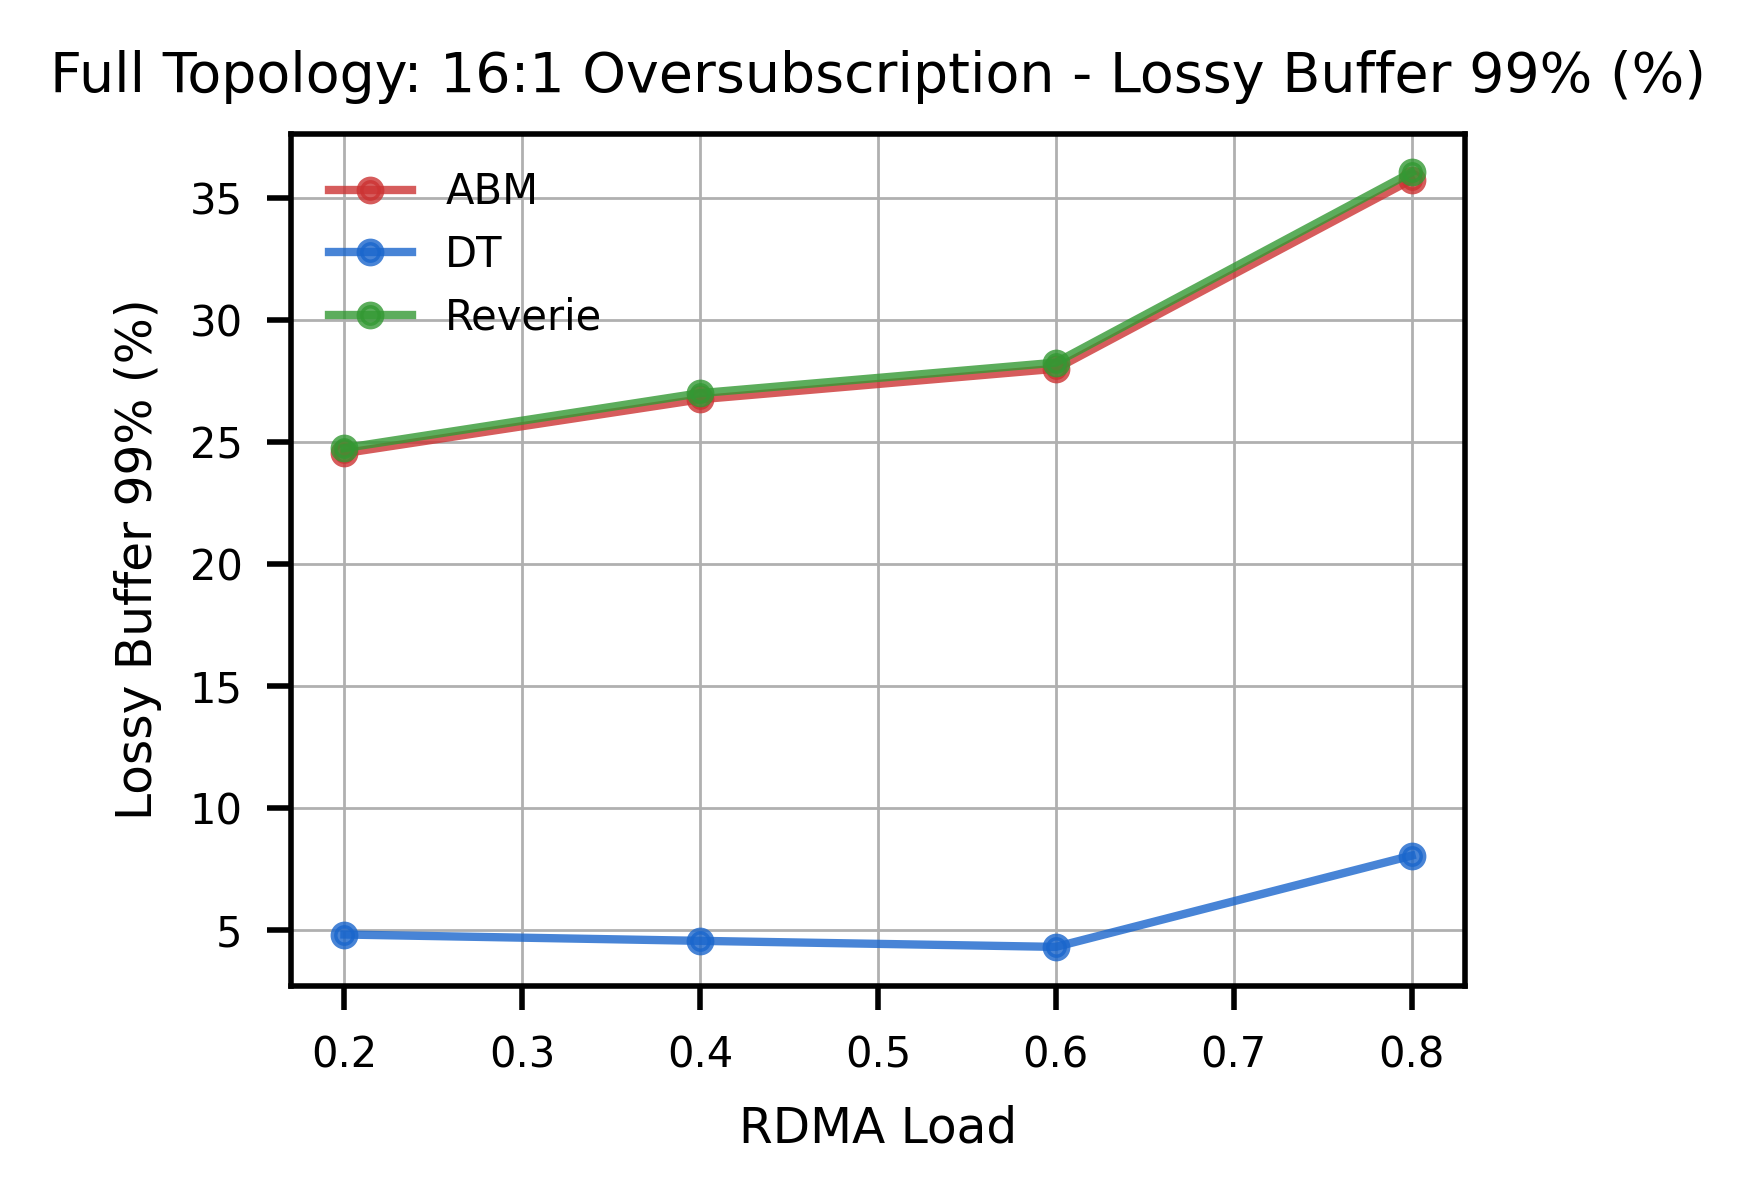 Full Topology: 16:1 Oversubscription - Lossy Buffer 99% (%)
ABM
DT
Reverie
Lossy Buffer 99% (%)
35
30
25
20
15
10
5
0.2 0.3 0.4 0.5 0.6 0.7 0.8
RDMA Load